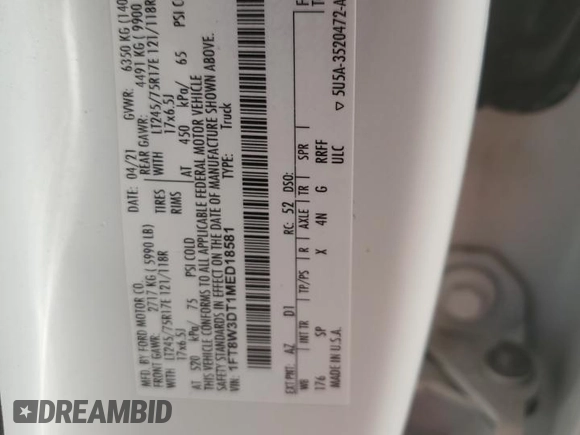 MFD. BY FORD MOTOR CO.
DATE: 04/21 GVWR: 6350 KG (140
FRONT GAWR: 2717 KG ( 5990 LB)
REAR GAWR: 4491 KG ( 9900
WITH LT245/75R17E 121/118R TIRES
WITH LT245/75R17E 121/118R
17x6.5J RIMS 17x6.5J
AT 520 kPa/ 75 PSI COLD AT 450 kPa/ 65 PSI CO
THIS VEHICLE CONFORMS TO ALL APPLICABLE FEDERAL MOTOR VEHICLE
SAFETY STANDARDS IN EFFECT ON THE DATE OF MANUFACTURE SHOWN ABOVE.
VIN: 1FT8W3DT1MED18581 TYPE: Truck
EXT PNT: AZ D1 RC: 52 DSO:
WB INT TR TP/PS R AXLE TR SPR
176 SP X 4N G RRFF
MADE IN U.S.A. ULC
▽ 5U5A-3520472-A
DREAMBID